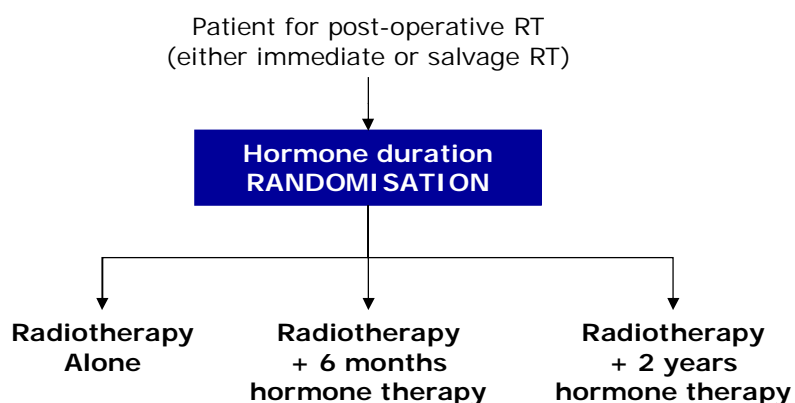 Patient for post-operative RT
(either immediate or salvage RT)
Hormone duration
RANDOMISATION
Radiotherapy
Alone
Radiotherapy
+ 6 months
hormone therapy
Radiotherapy
+ 2 years
hormone therapy